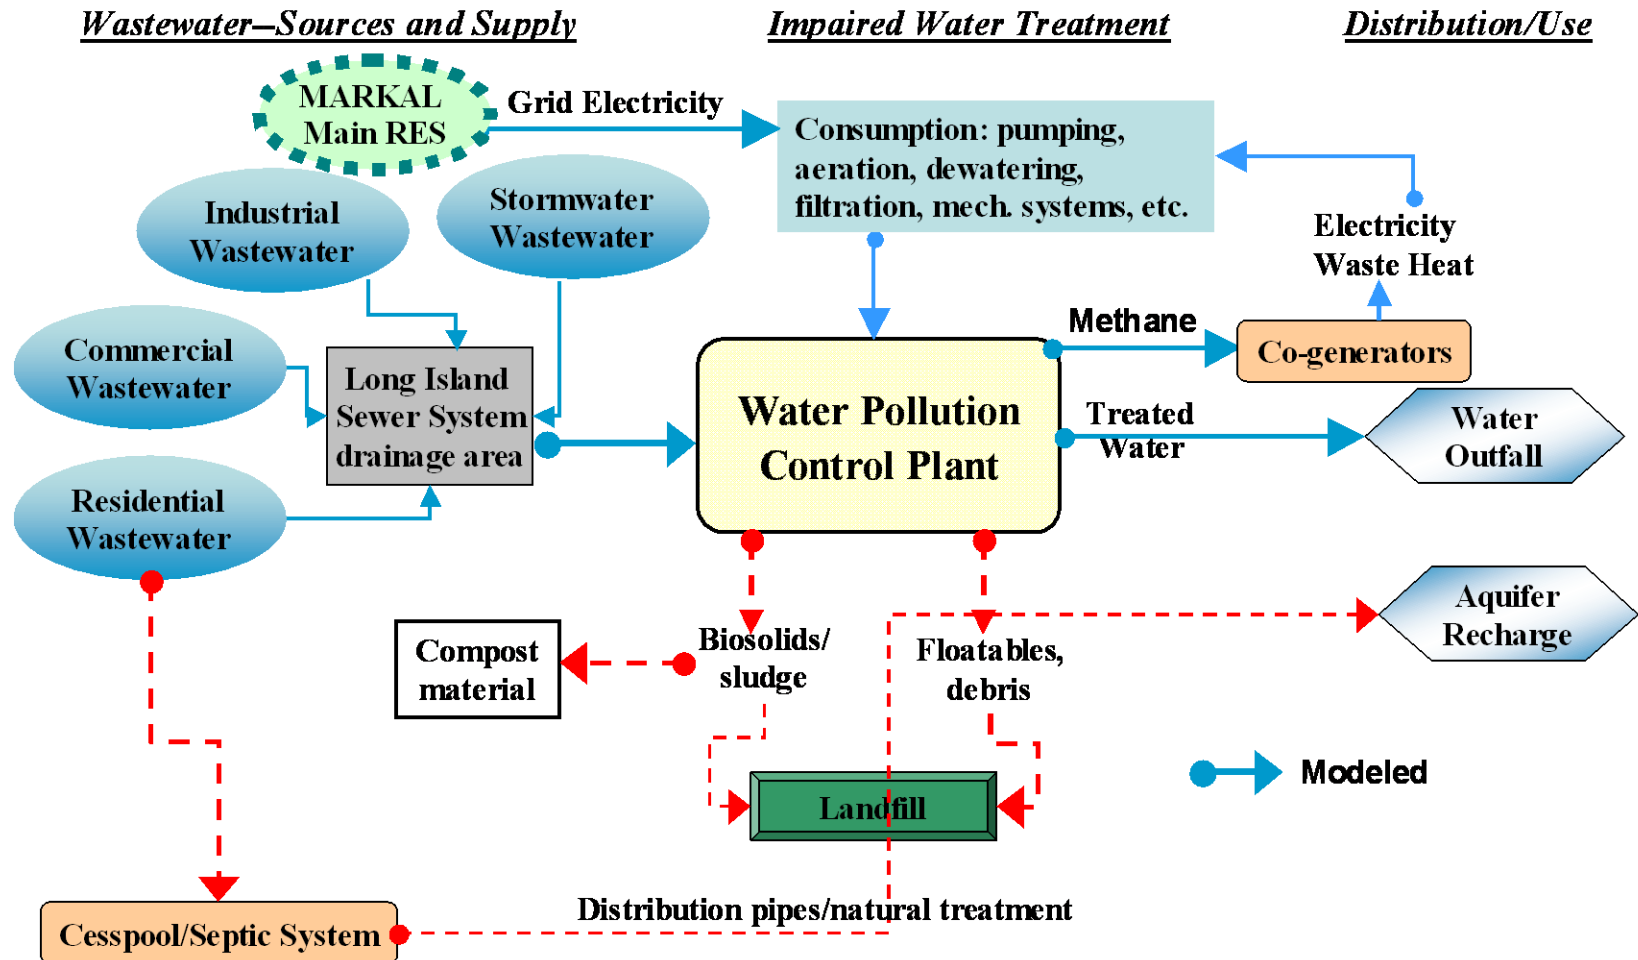 Wastewater–Sources and Supply
Impaired Water Treatment
Distribution/Use
MARKAL
Main RES
Grid Electricity
Consumption: pumping,
aeration, dewatering,
filtration, mech. systems, etc.
Industrial
Wastewater
Stormwater
Wastewater
Electricity
Waste Heat
Commercial
Wastewater
Long Island
Sewer System
drainage area
Methane
Co-generators
Water Pollution
Control Plant
Treated
Water
Water
Outfall
Residential
Wastewater
Aquifer
Recharge
Compost
material
Biosolids/
sludge
Floatables,
debris
Modeled
Landfill
Distribution pipes/natural treatment
Cesspool/Septic System